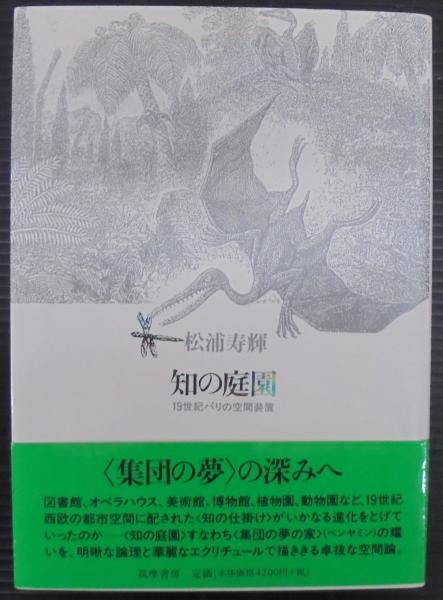 松浦寿輝
知の庭園
19世紀パリの空間装置
〈集団の夢〉の深みへ
図書館、オペラハウス、美術館、博物館、植物園、動物園など、19世紀
西欧の都市空間に配された〈知の仕掛け〉がいかなる進化をとげて
いったのか──〈知の庭園〉すなわち〈集団の夢の家〉(ベンヤミン)の耀
いを、明晰な論理と華麗なエクリチュールで描ききる卓抜な空間論。
筑摩書房 定価(本体価格4200円+税)